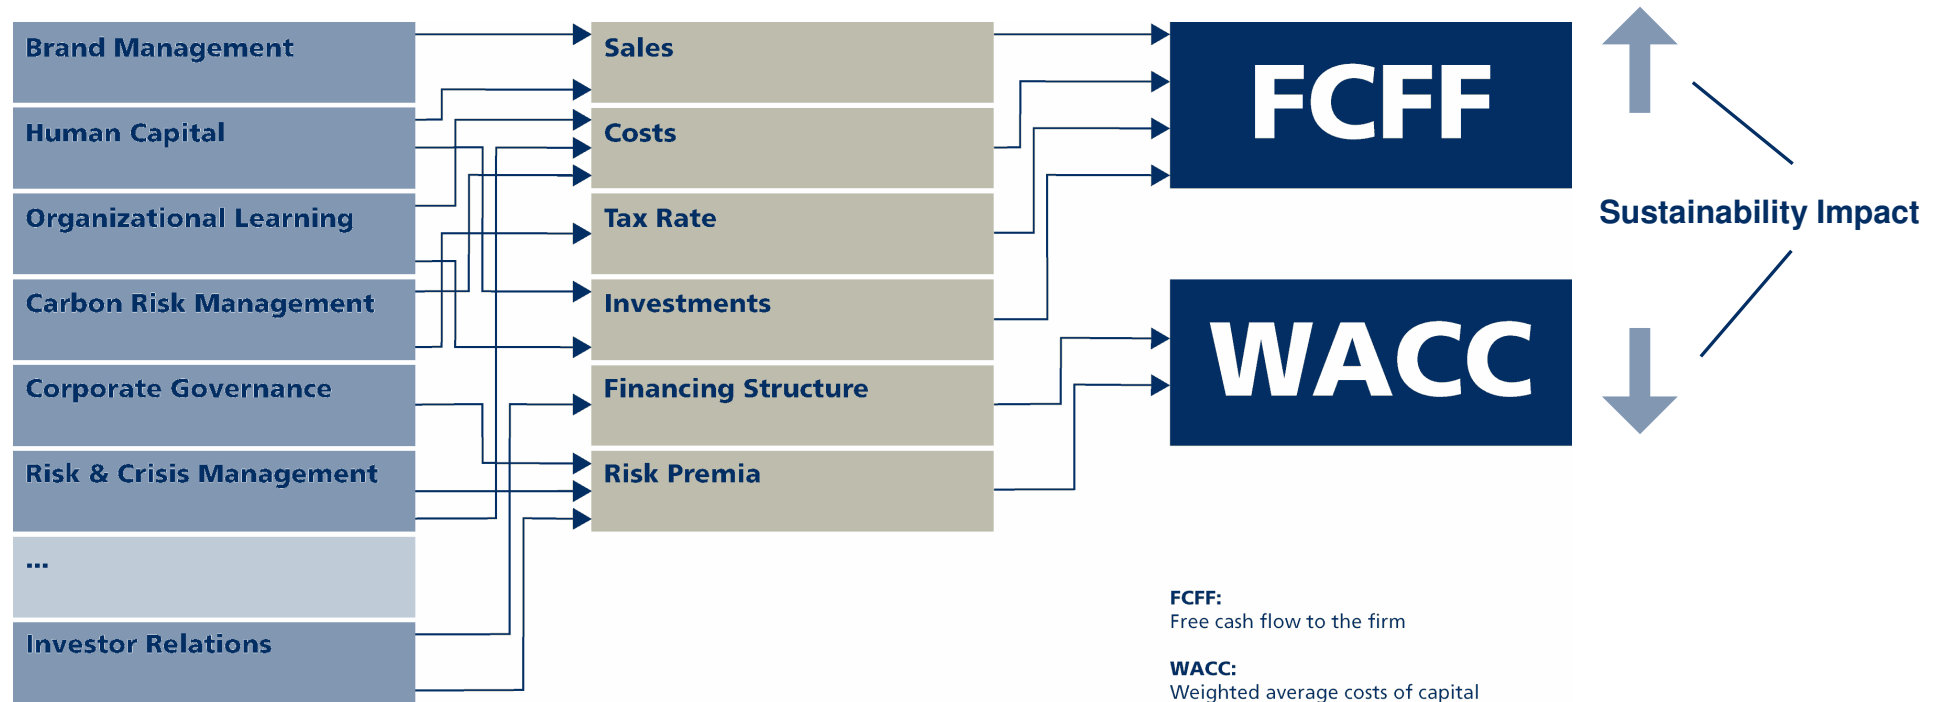 Brand Management
Human Capital
Organizational Learning
Carbon Risk Management
Corporate Governance
Risk & Crisis Management
...
Investor Relations
Sales
Costs
Tax Rate
Investments
Financing Structure
Risk Premia
FCFF
WACC
Sustainability Impact
FCFF:
Free cash flow to the firm
WACC:
Weighted average costs of capital